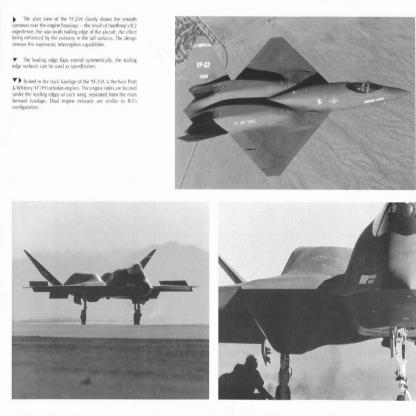 The plan view of the YF-23A clearly shows the smooth
contours over the engine housings – the result of Northrop's B-2
experience, the saw-tooth trailing edge of the aircraft, the effect
being enhanced by the cutaway in the tail surfaces. The design
stresses the supersonic interception capabilities.
The leading edge flaps extend symmetrically, the trailing
edge surfaces can be used as speedbrakes.
Buried in the back fuselage of the YF-23A is the twin Pratt
& Whitney YF119 turbofan engines. The engine inlets are located
under the leading edges of each wing, separated from the main
forward fuselage. Dual engine exhausts are similar to B-2's
configuration.
YF-23
US AIR FORCE